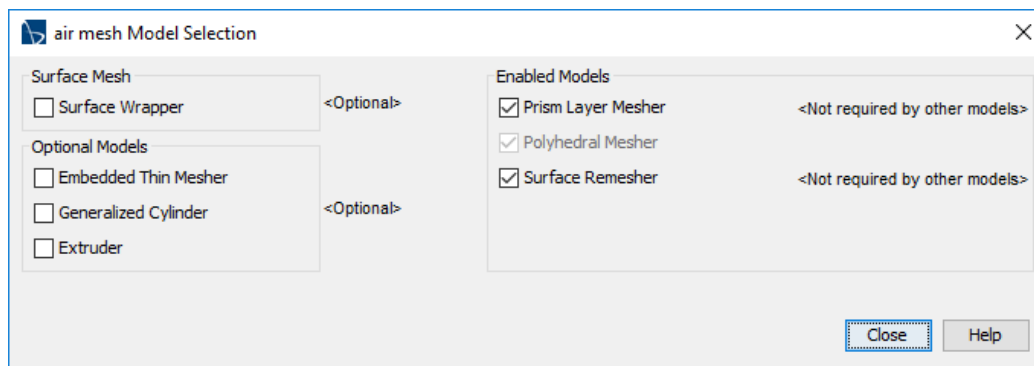 air mesh Model Selection
Surface Mesh
Surface Wrapper
<Optional>
Optional Models
Embedded Thin Mesher
Generalized Cylinder
<Optional>
Extruder
Enabled Models
Prism Layer Mesher <Not required by other models>
Polyhedral Mesher
Surface Remesher <Not required by other models>
Close Help